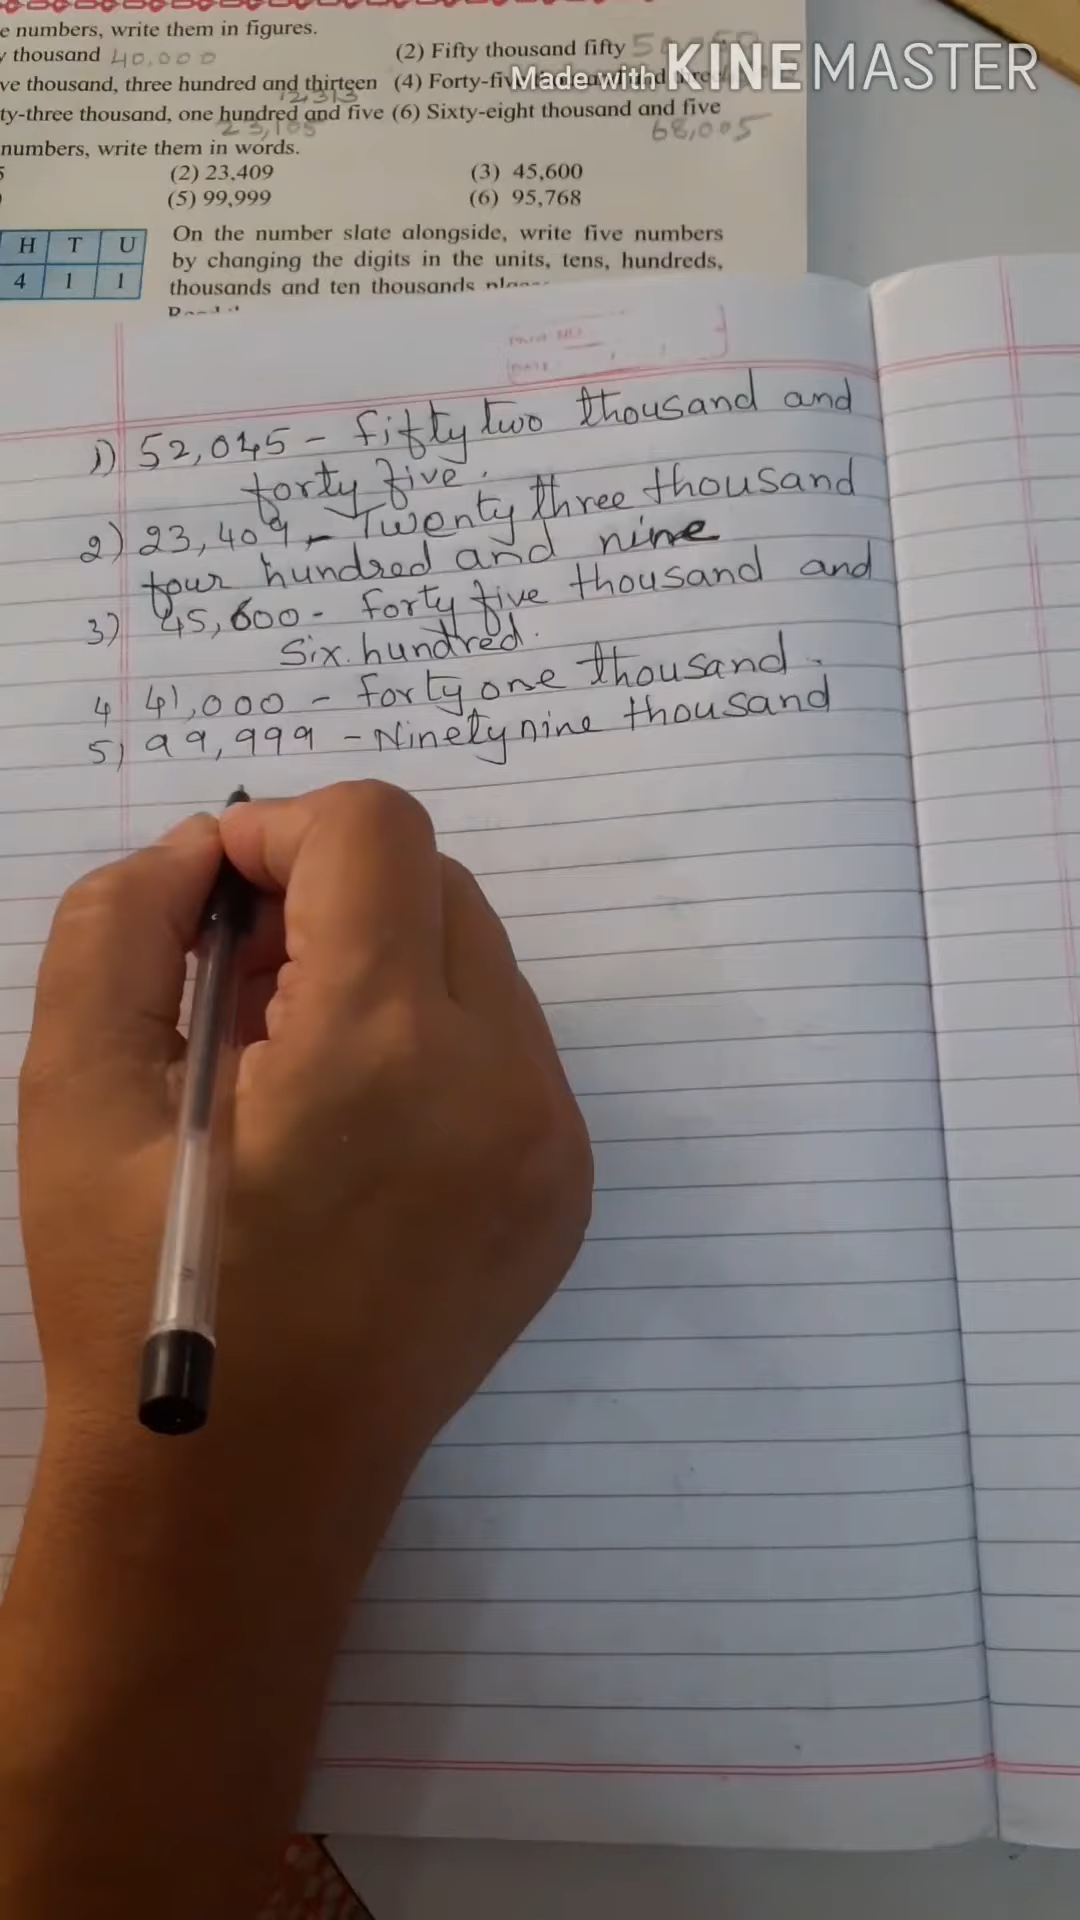 e numbers, write them in figures.
thousand 40,000 (2) Fifty thousand fifty
Made with KINEMASTER
ve thousand, three hundred and thirteen (4) Forty-fiv
12,313
ty-three thousand, one hundred and five (6) Sixty-eight thousand and five
23,105 68,005
numbers, write them in words.
(2) 23,409 (3) 45,600
(5) 99,999 (6) 95,768
H T U
4 1 1
On the number slate alongside, write five numbers
by changing the digits in the units, tens, hundreds,
thousands and ten thousands
1) 52,045 - fifty two thousand and
forty five.
2) 23,409 - Twenty three thousand
four hundred and nine
3) 45,600 - forty five thousand and
Six hundred.
4 41,000 - forty one thousand.
5) 99,999 - Ninety nine thousand